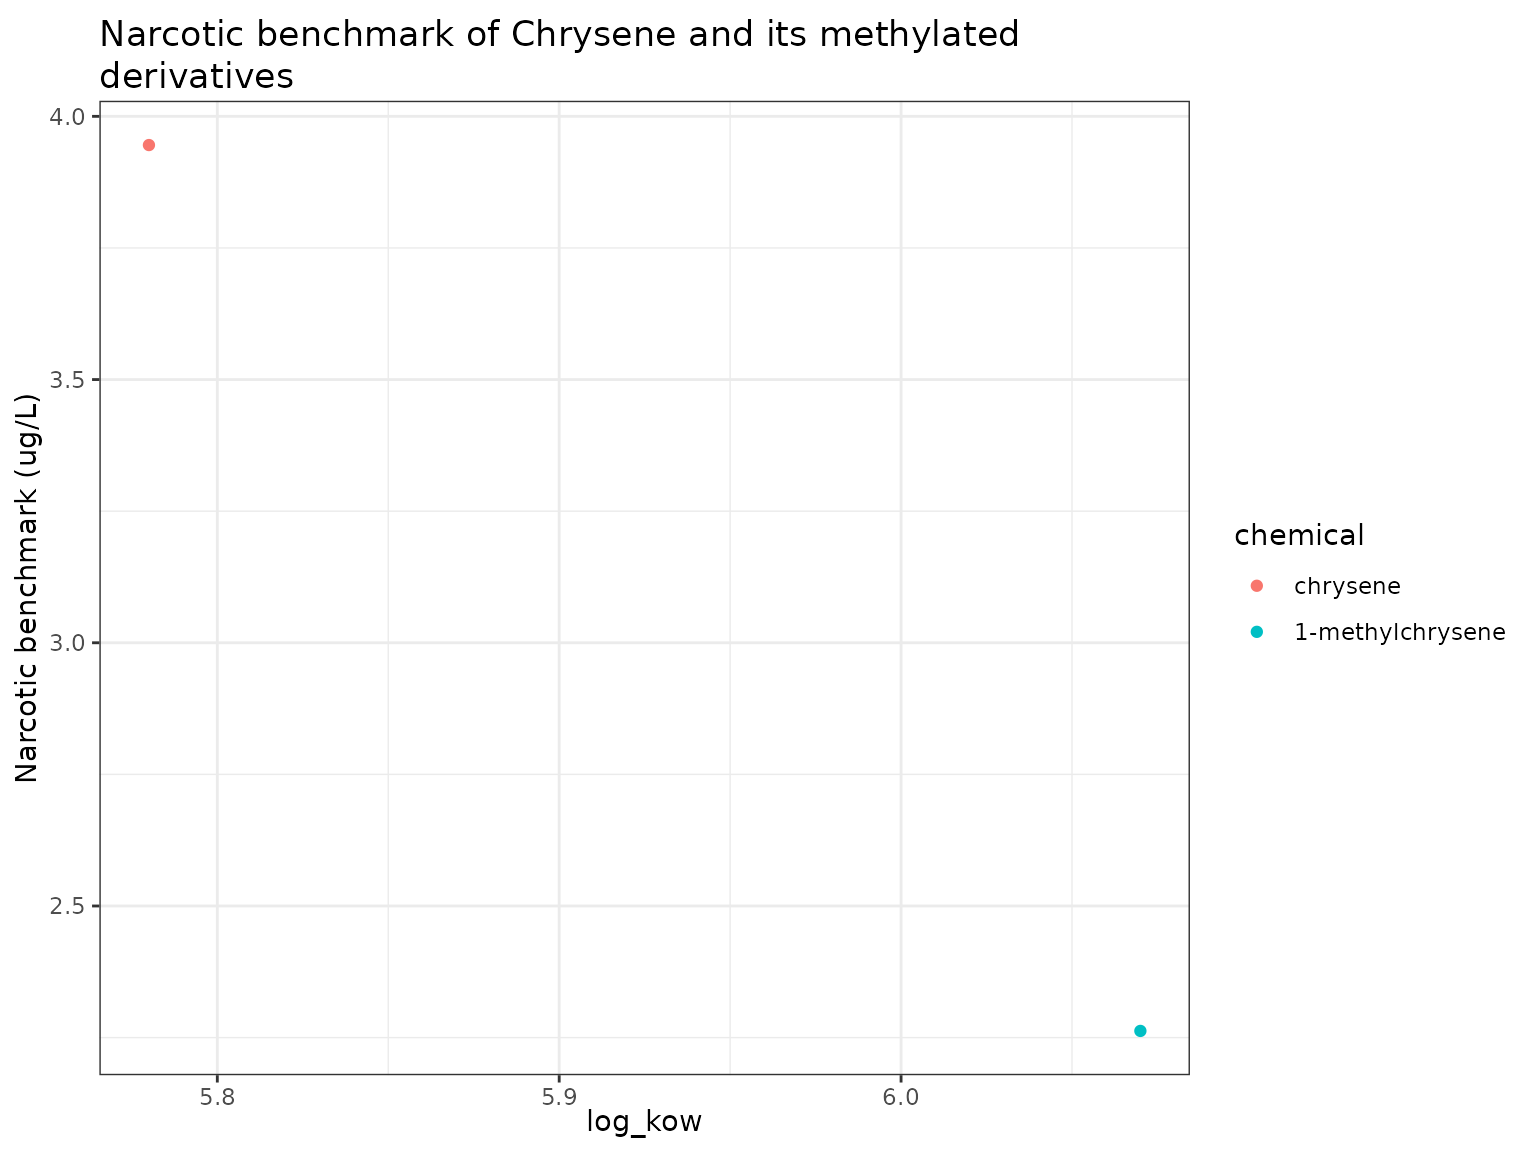 Narcotic benchmark of Chrysene and its methylated
derivatives
4.0
3.5
3.0
2.5
Narcotic benchmark (ug/L)
5.8
5.9
6.0
log_kow
chemical
chrysene
1-methylchrysene